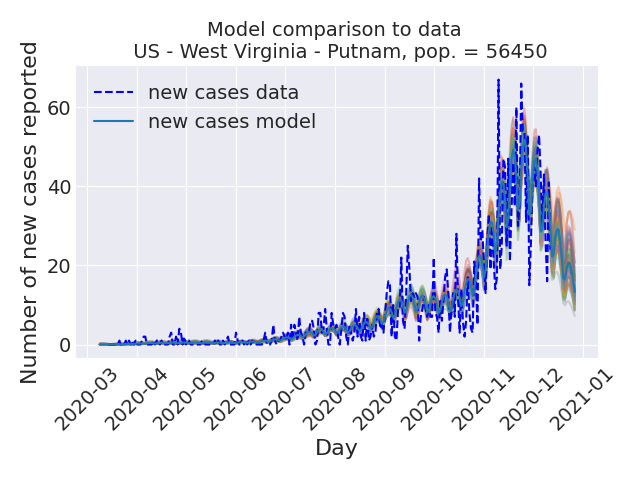 Model comparison to data
US - West Virginia - Putnam, pop. = 56450
Number of new cases reported
60
40
20
0
new cases data
new cases model
2020-03
2020-04
2020-05
2020-06
2020-07
2020-08
2020-09
2020-10
2020-11
2020-12
2021-01
Day